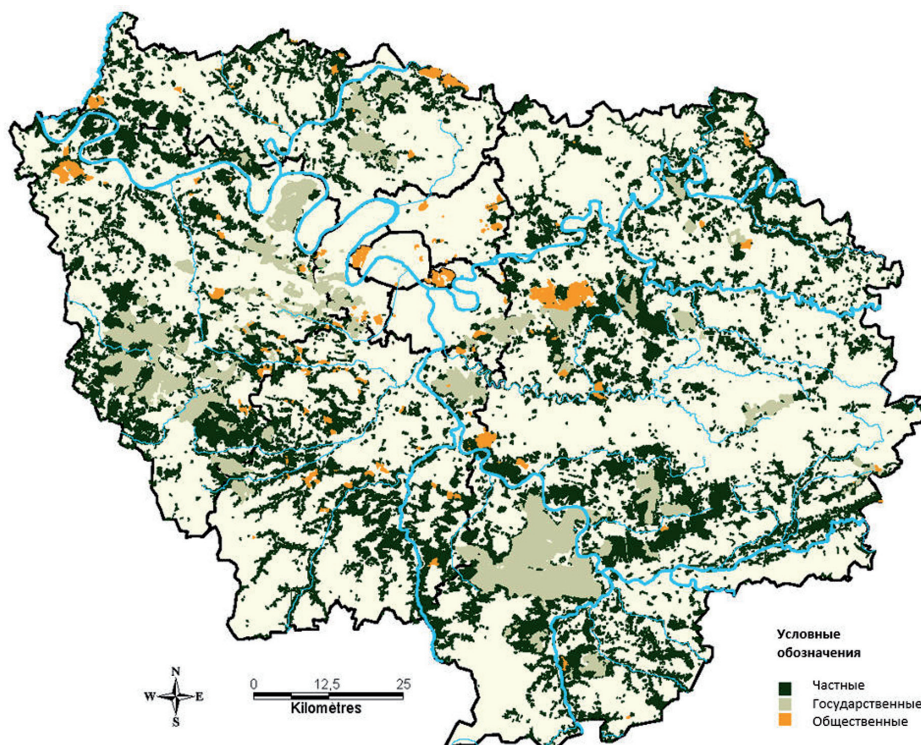 Условные
обозначения
Частные
Государственные
Общественные
N
W E
S
0 12,5 25
Kilomètres